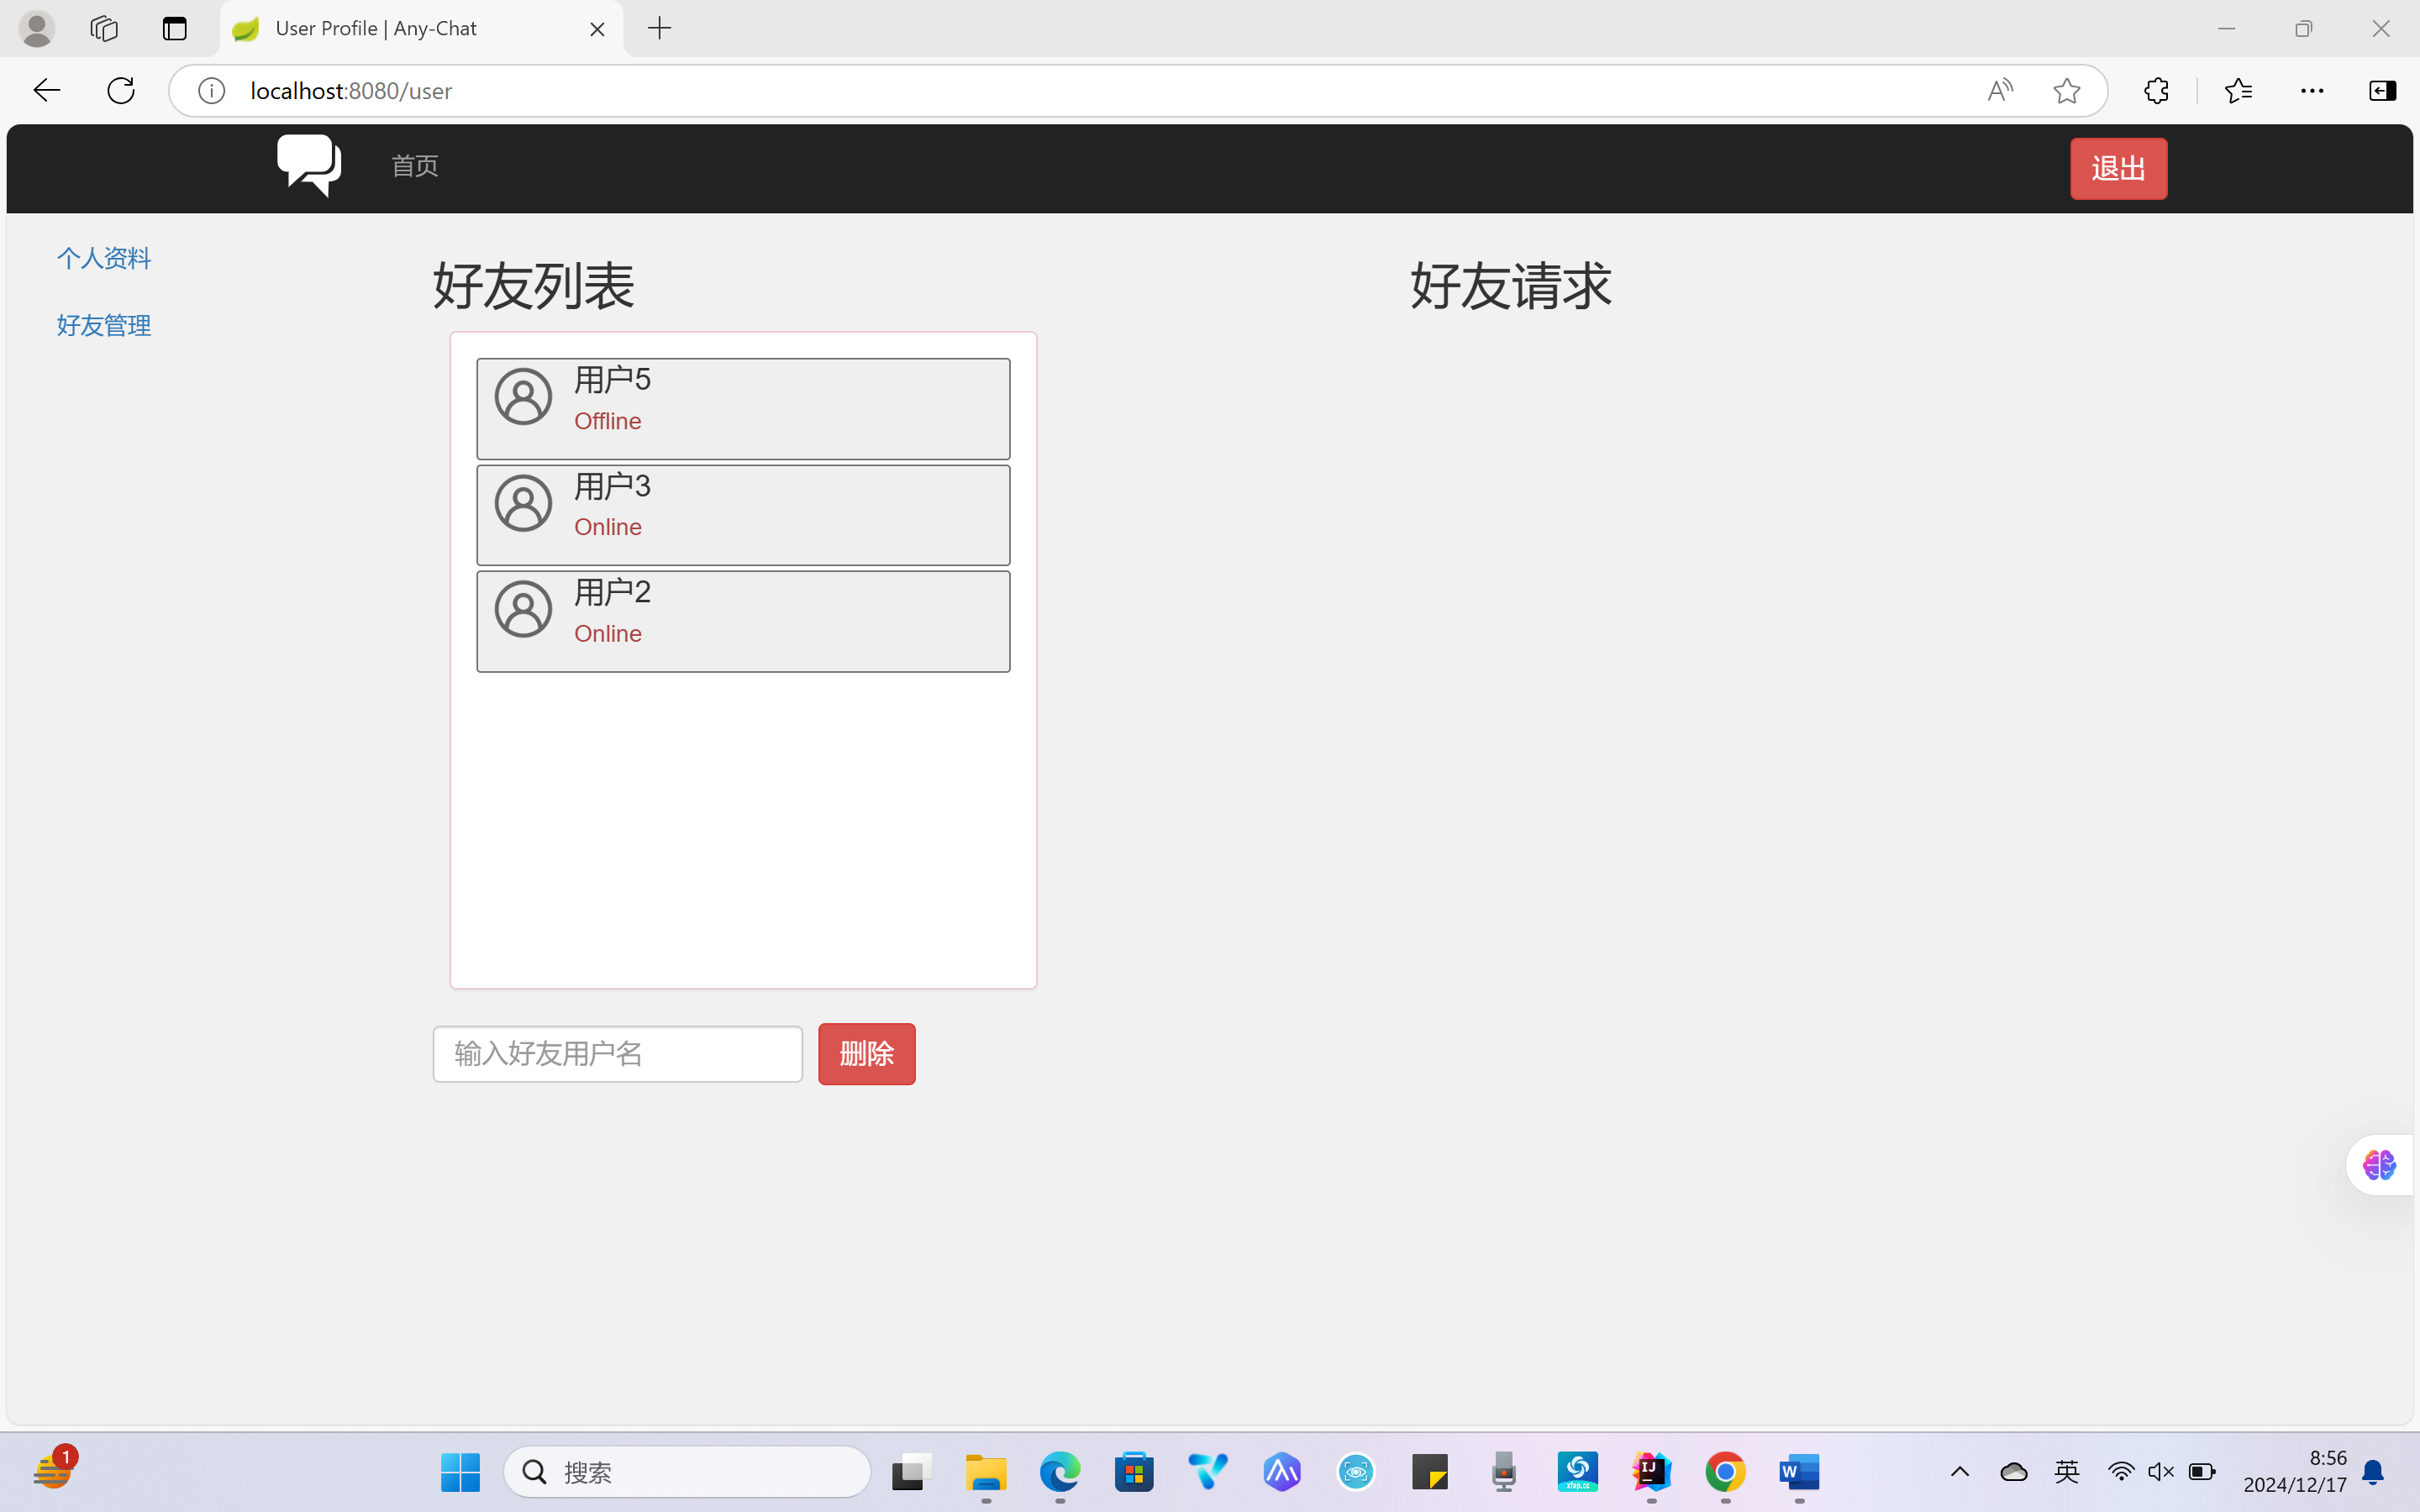 User Profile | Any-Chat
localhost:8080/user
首页
退出
个人资料
好友管理
好友列表
好友请求
用户5
Offline
用户3
Online
用户2
Online
输入好友用户名
删除
1
搜索
xfap.cc
IJ
W
英
8:56
2024/12/17